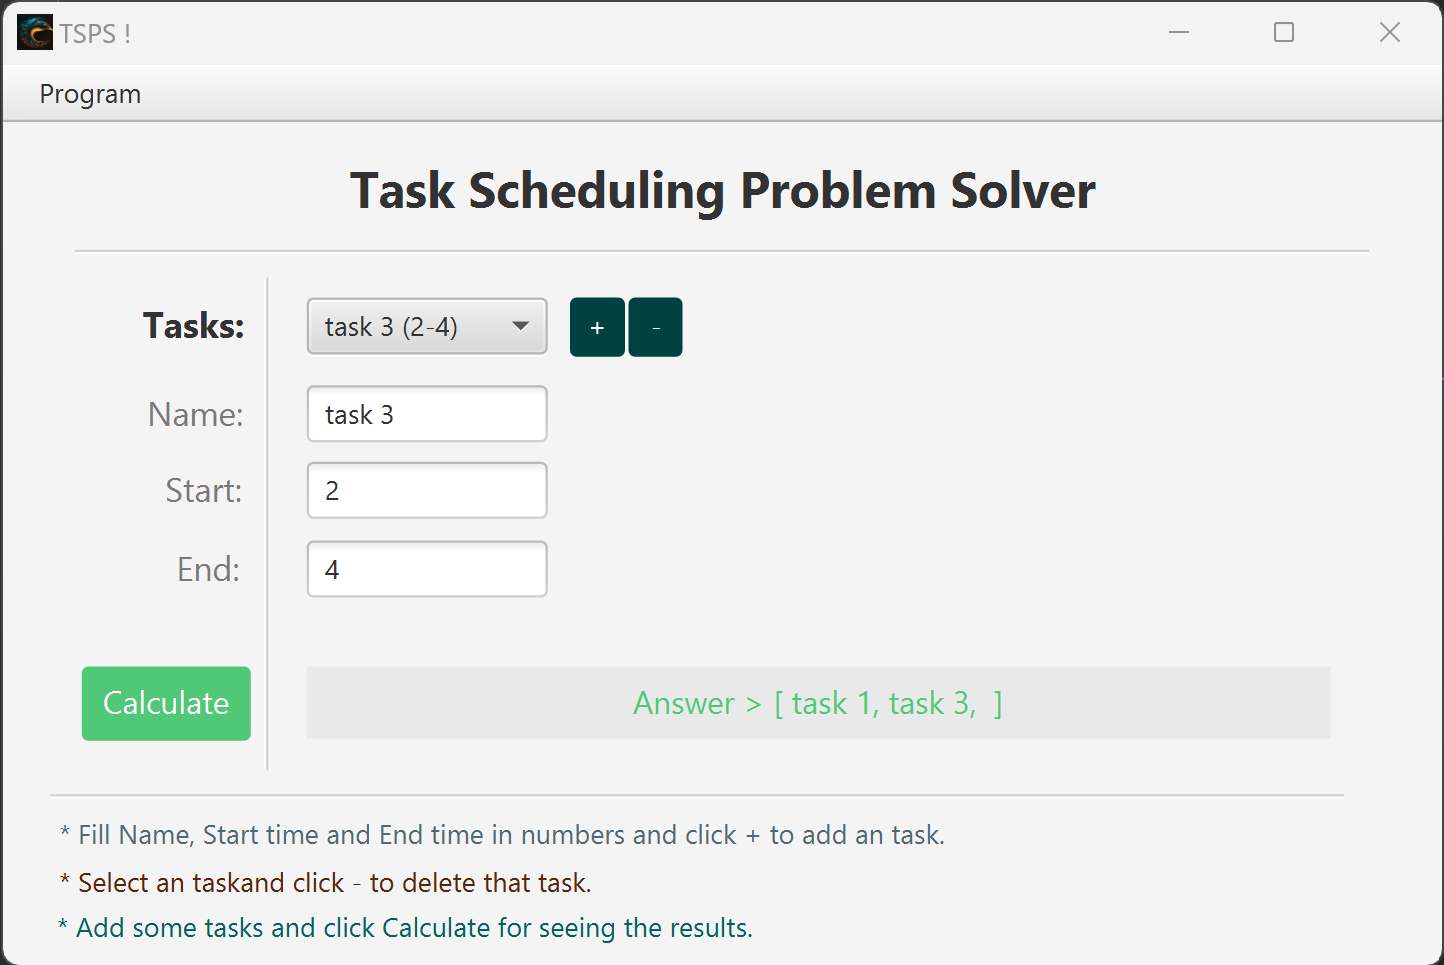 TSPS !
Program
Task Scheduling Problem Solver
Tasks: task 3 (2-4) + -
Name: task 3
Start: 2
End: 4
Calculate Answer > [ task 1, task 3,  ]
* Fill Name, Start time and End time in numbers and click + to add an task.
* Select an taskand click - to delete that task.
* Add some tasks and click Calculate for seeing the results.